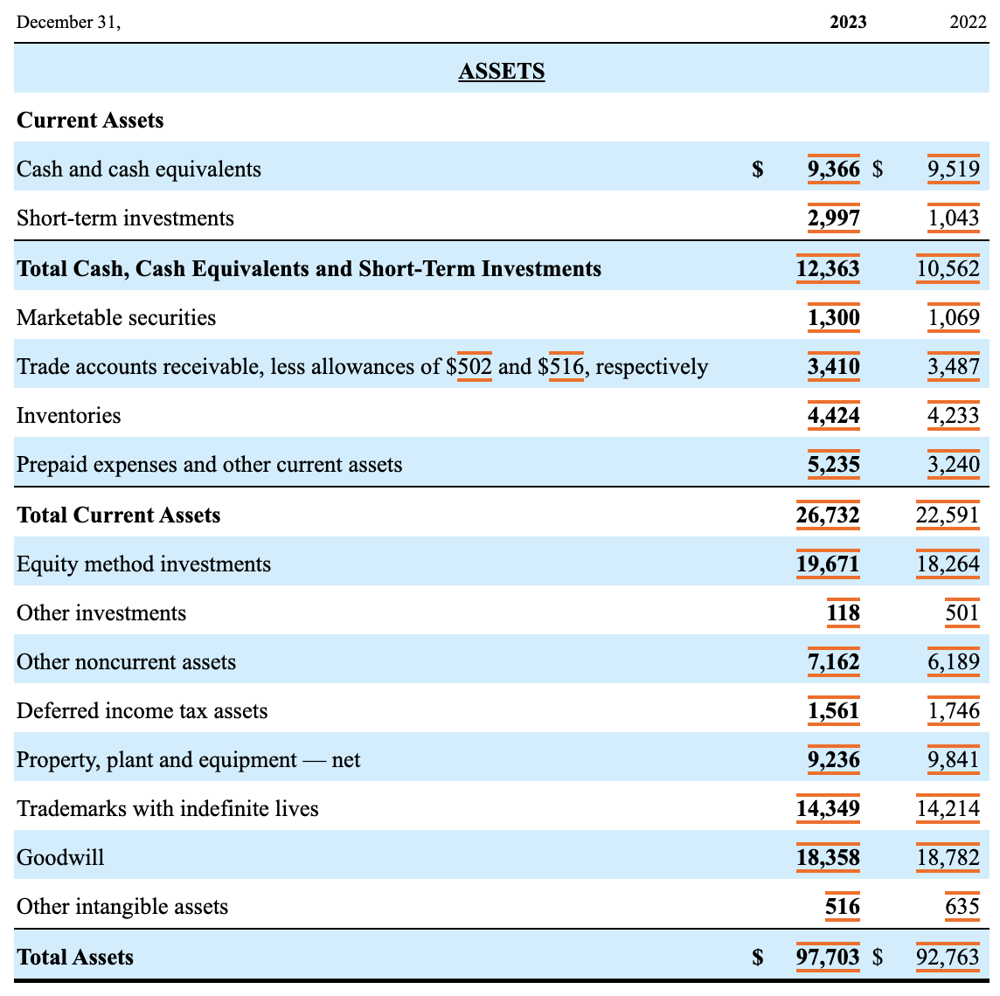 December 31, 2023 2022
ASSETS
Current Assets
Cash and cash equivalents $ 9,366 $ 9,519
Short-term investments 2,997 1,043
Total Cash, Cash Equivalents and Short-Term Investments 12,363 10,562
Marketable securities 1,300 1,069
Trade accounts receivable, less allowances of $502 and $516, respectively 3,410 3,487
Inventories 4,424 4,233
Prepaid expenses and other current assets 5,235 3,240
Total Current Assets 26,732 22,591
Equity method investments 19,671 18,264
Other investments 118 501
Other noncurrent assets 7,162 6,189
Deferred income tax assets 1,561 1,746
Property, plant and equipment — net 9,236 9,841
Trademarks with indefinite lives 14,349 14,214
Goodwill 18,358 18,782
Other intangible assets 516 635
Total Assets $ 97,703 $ 92,763